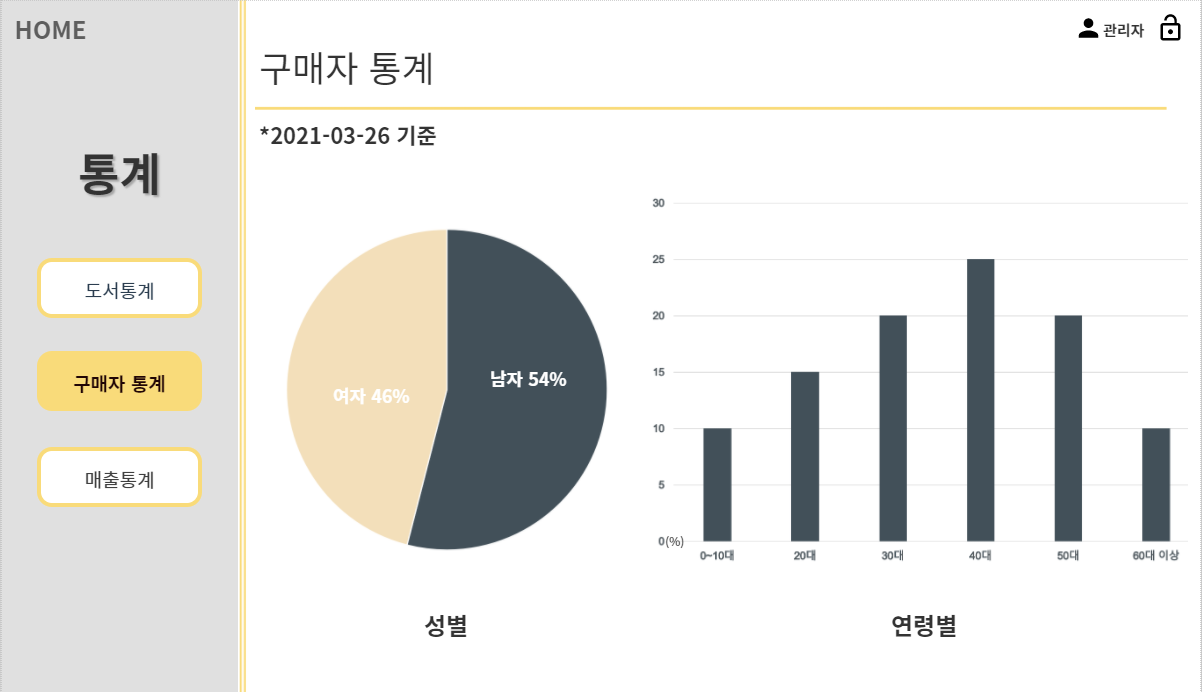 HOME
관리자
구매자 통계
*2021-03-26 기준
통계
도서통계
구매자 통계
매출통계
여자 46%
남자 54%
성별
30
25
20
15
10
5
0(%)
0~10대 20대 30대 40대 50대 60대 이상
연령별